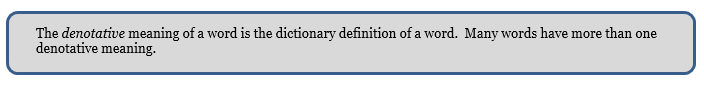 The denotative meaning of a word is the dictionary definition of a word.  Many words have more than one
denotative meaning.